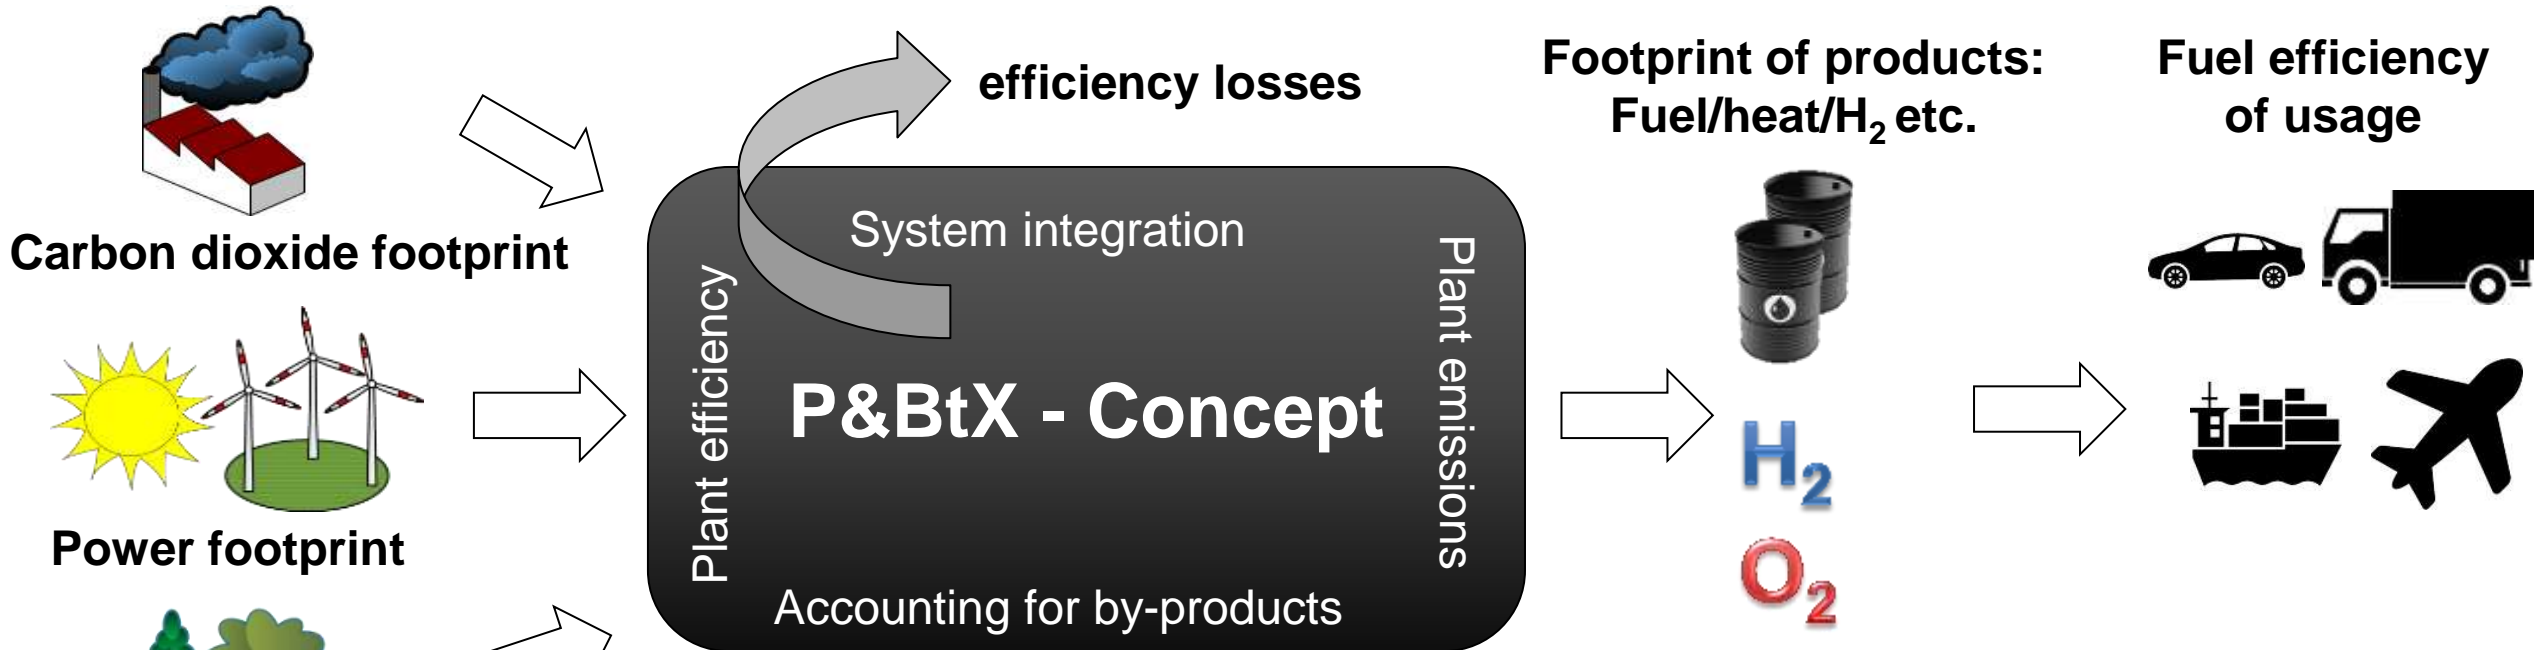 efficiency losses
Footprint of products:
Fuel/heat/H₂ etc.
Fuel efficiency
of usage
Carbon dioxide footprint
Power footprint
System integration
Plant efficiency
P&BtX - Concept
Plant emissions
Accounting for by-products
H₂
O₂